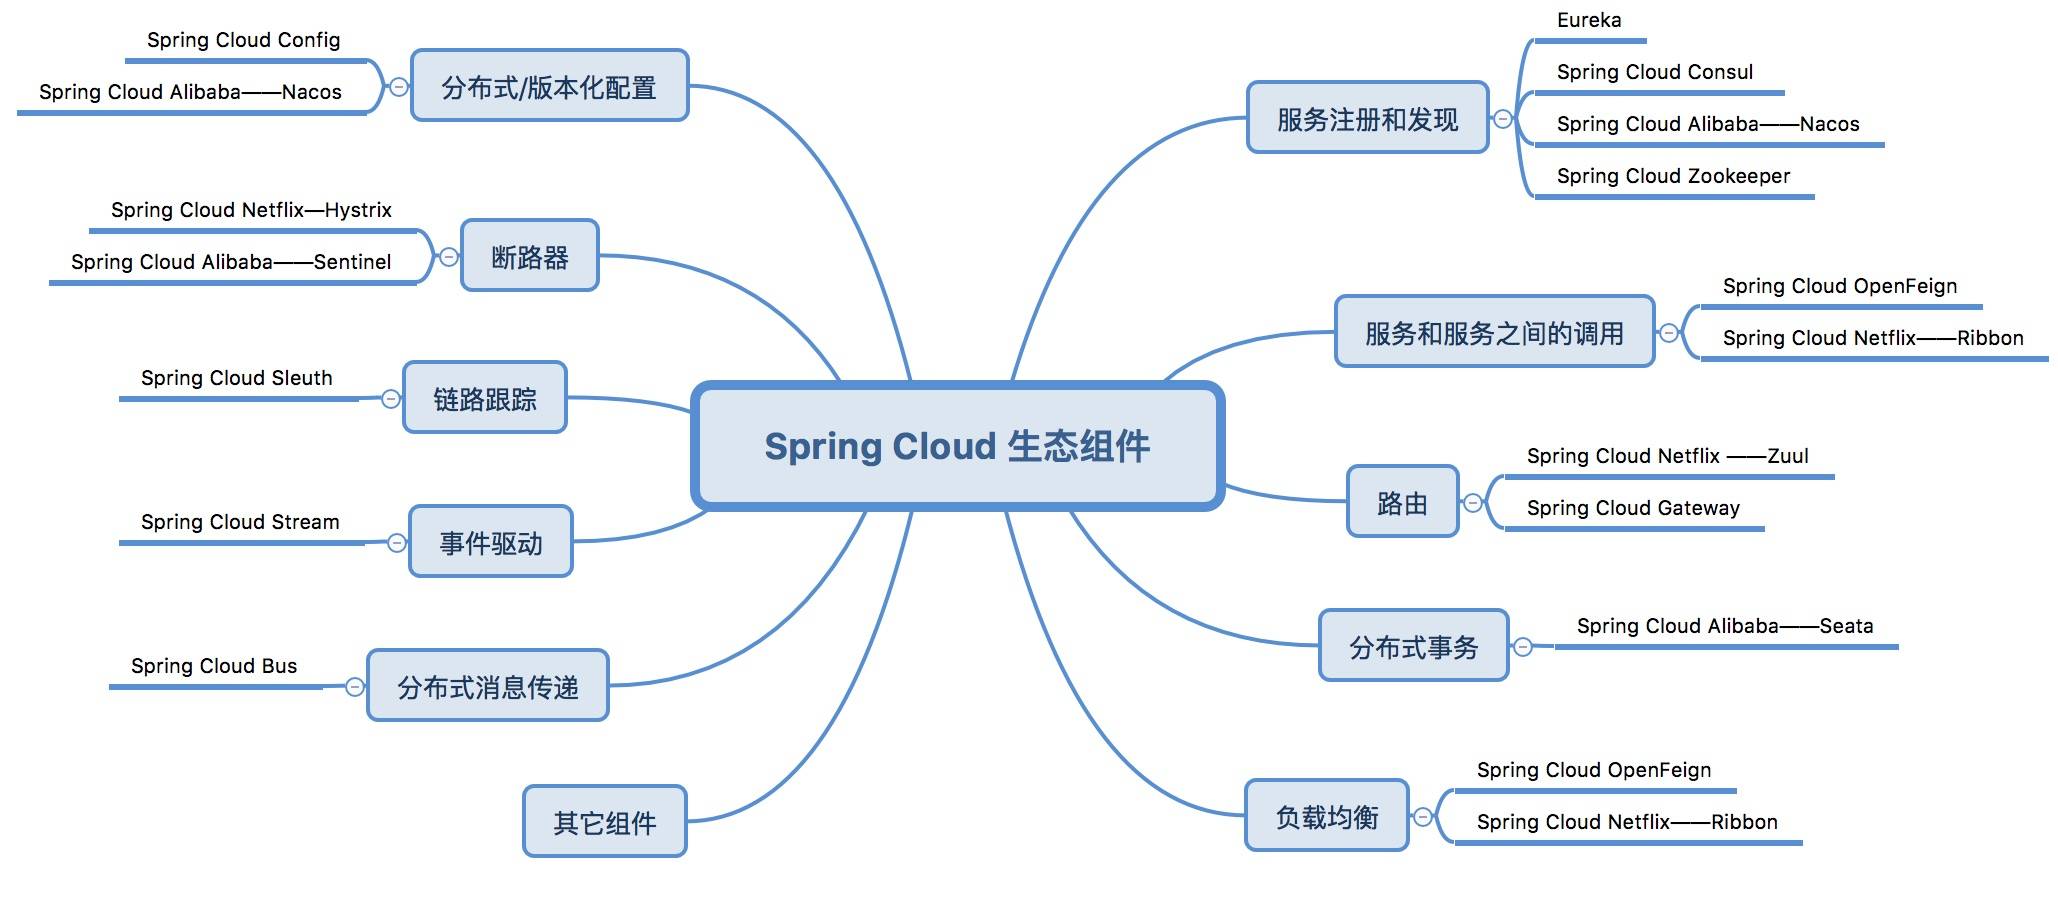 Spring Cloud 生态组件
分布式/版本化配置
Spring Cloud Config
Spring Cloud Alibaba——Nacos
断路器
Spring Cloud Netflix—Hystrix
Spring Cloud Alibaba——Sentinel
链路跟踪
Spring Cloud Sleuth
事件驱动
Spring Cloud Stream
分布式消息传递
Spring Cloud Bus
其它组件
服务注册和发现
Eureka
Spring Cloud Consul
Spring Cloud Alibaba——Nacos
Spring Cloud Zookeeper
服务和服务之间的调用
Spring Cloud OpenFeign
Spring Cloud Netflix——Ribbon
路由
Spring Cloud Netflix ——Zuul
Spring Cloud Gateway
分布式事务
Spring Cloud Alibaba——Seata
负载均衡
Spring Cloud OpenFeign
Spring Cloud Netflix——Ribbon